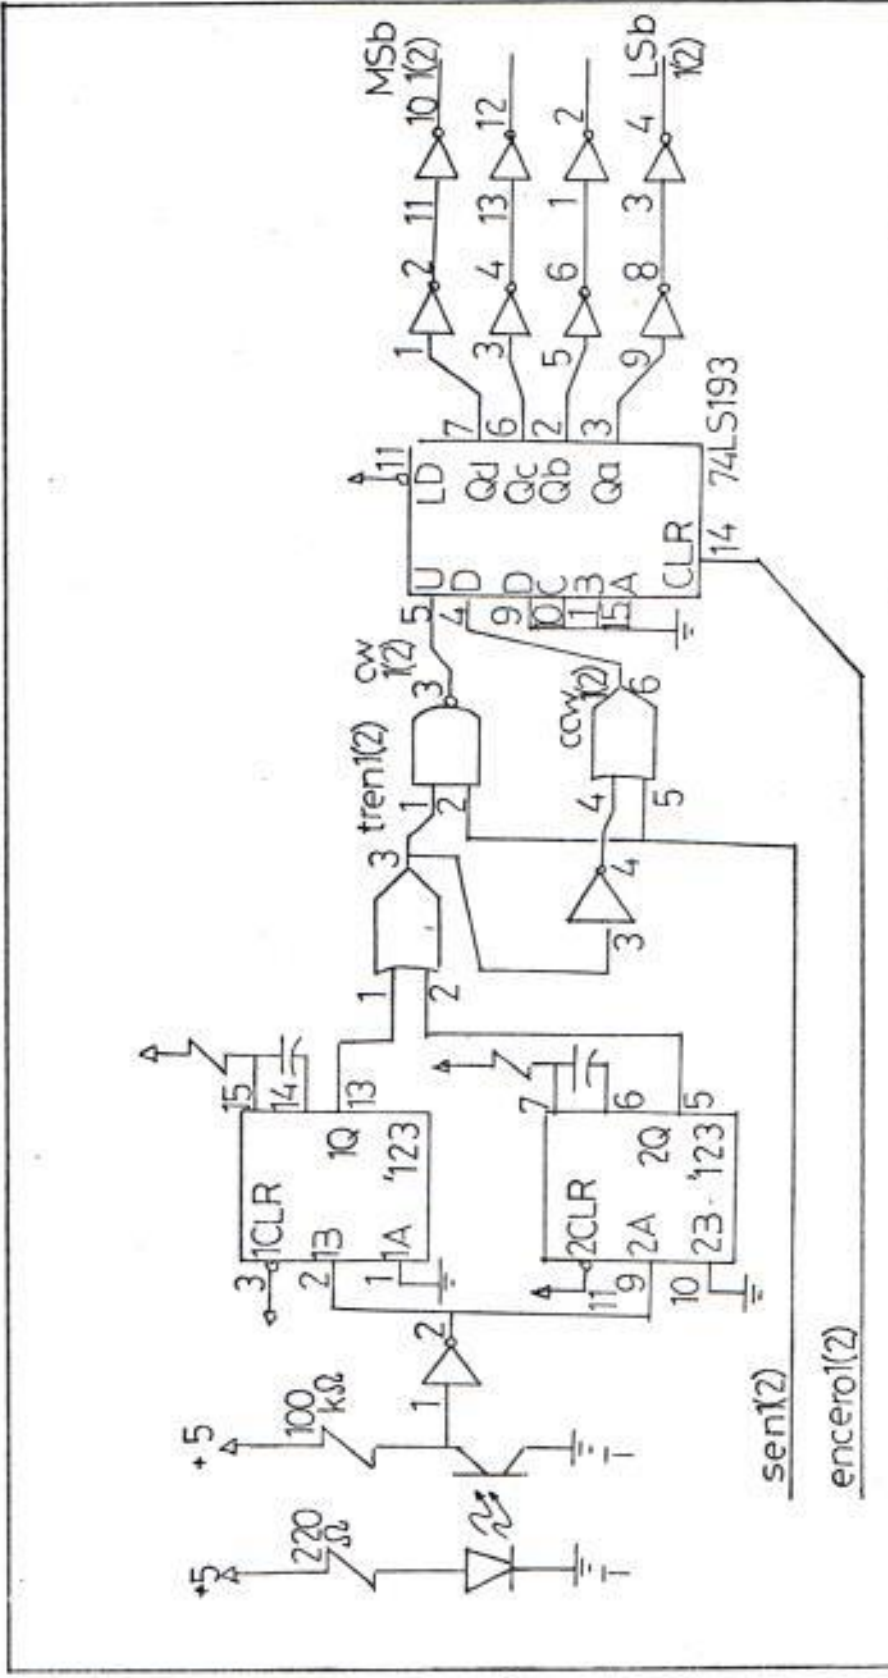 +5
220
Ω
+5
100
kΩ
1
2
3
1CLR
2
1B
1
1A
15
14
1Q
13
'123
11
2CLR
9
2A
10
2B
7
6
2Q
5
'123
1
2
3
tren1(2)
3
4
1
2
3
cw
1(2)
4
5
6
ccw
1(2)
5
U
4
D
9
D
10
C
1
B
15
A
LD
11
Qd
7
Qc
6
Qb
2
Qa
3
CLR
14
74LS193
1
2
11
10
MSb
1(2)
3
4
13
12
5
6
1
2
9
8
3
4
LSb
1(2)
sen1(2)
encero1(2)